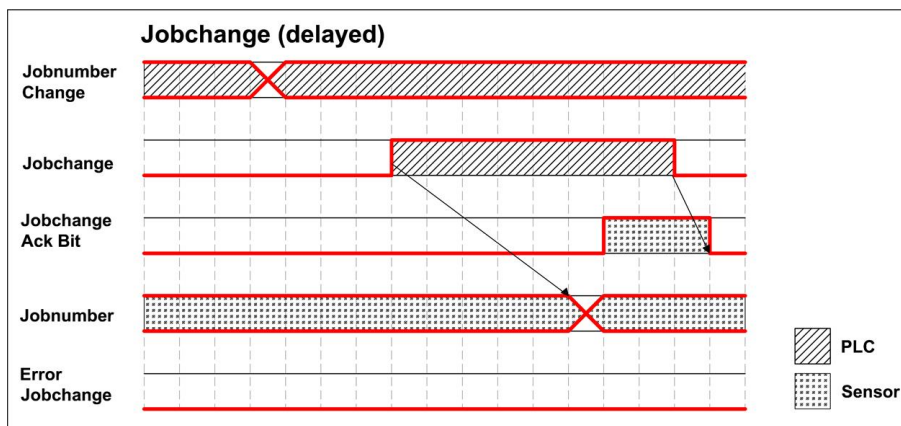 Jobchange (delayed)
Jobnumber
Change
Jobchange
Jobchange
Ack Bit
Jobnumber
Error
Jobchange
PLC
Sensor